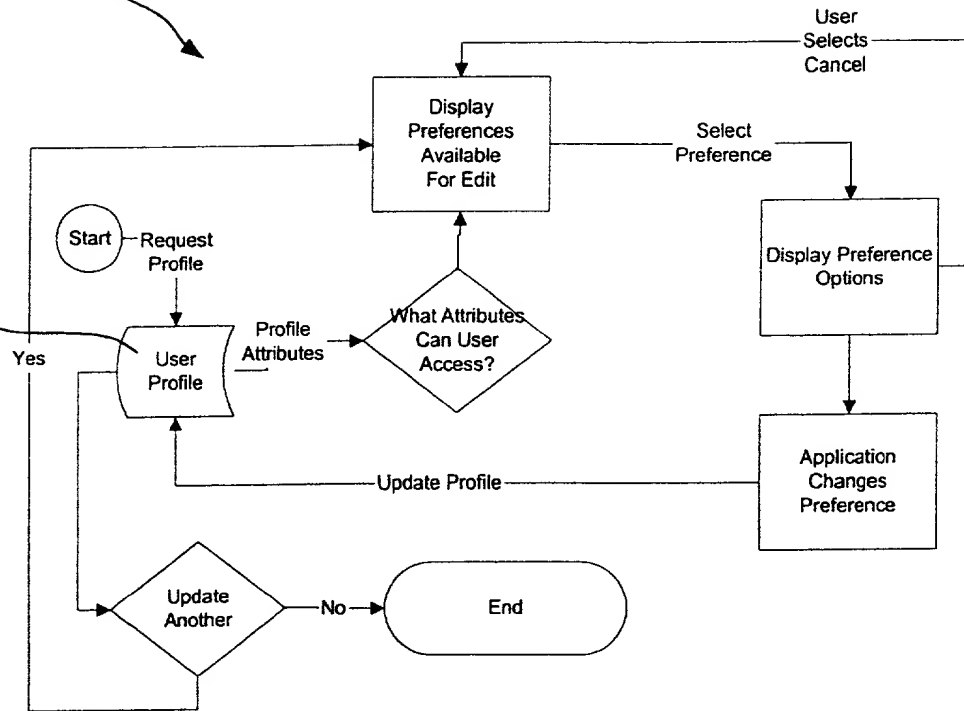 User
Selects
Cancel
Display
Preferences
Available
For Edit
Select
Preference
Start
Request
Profile
Display Preference
Options
What Attributes
Can User
Access?
Profile
Attributes
User
Profile
Yes
Application
Changes
Preference
Update Profile
Update
Another
No
End